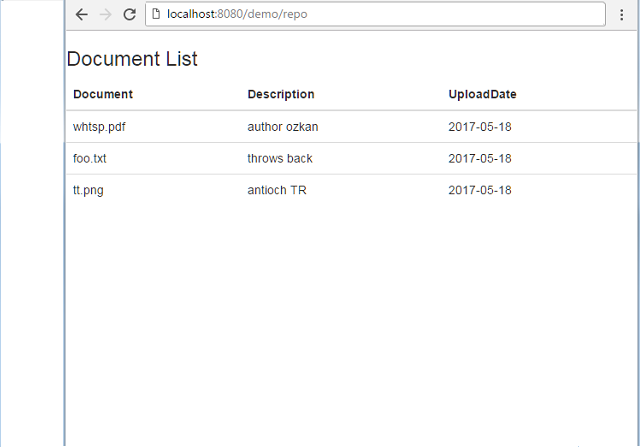 localhost:8080/demo/repo
Document List
Document Description UploadDate
whtsp.pdf author ozkan 2017-05-18
foo.txt throws back 2017-05-18
tt.png antioch TR 2017-05-18